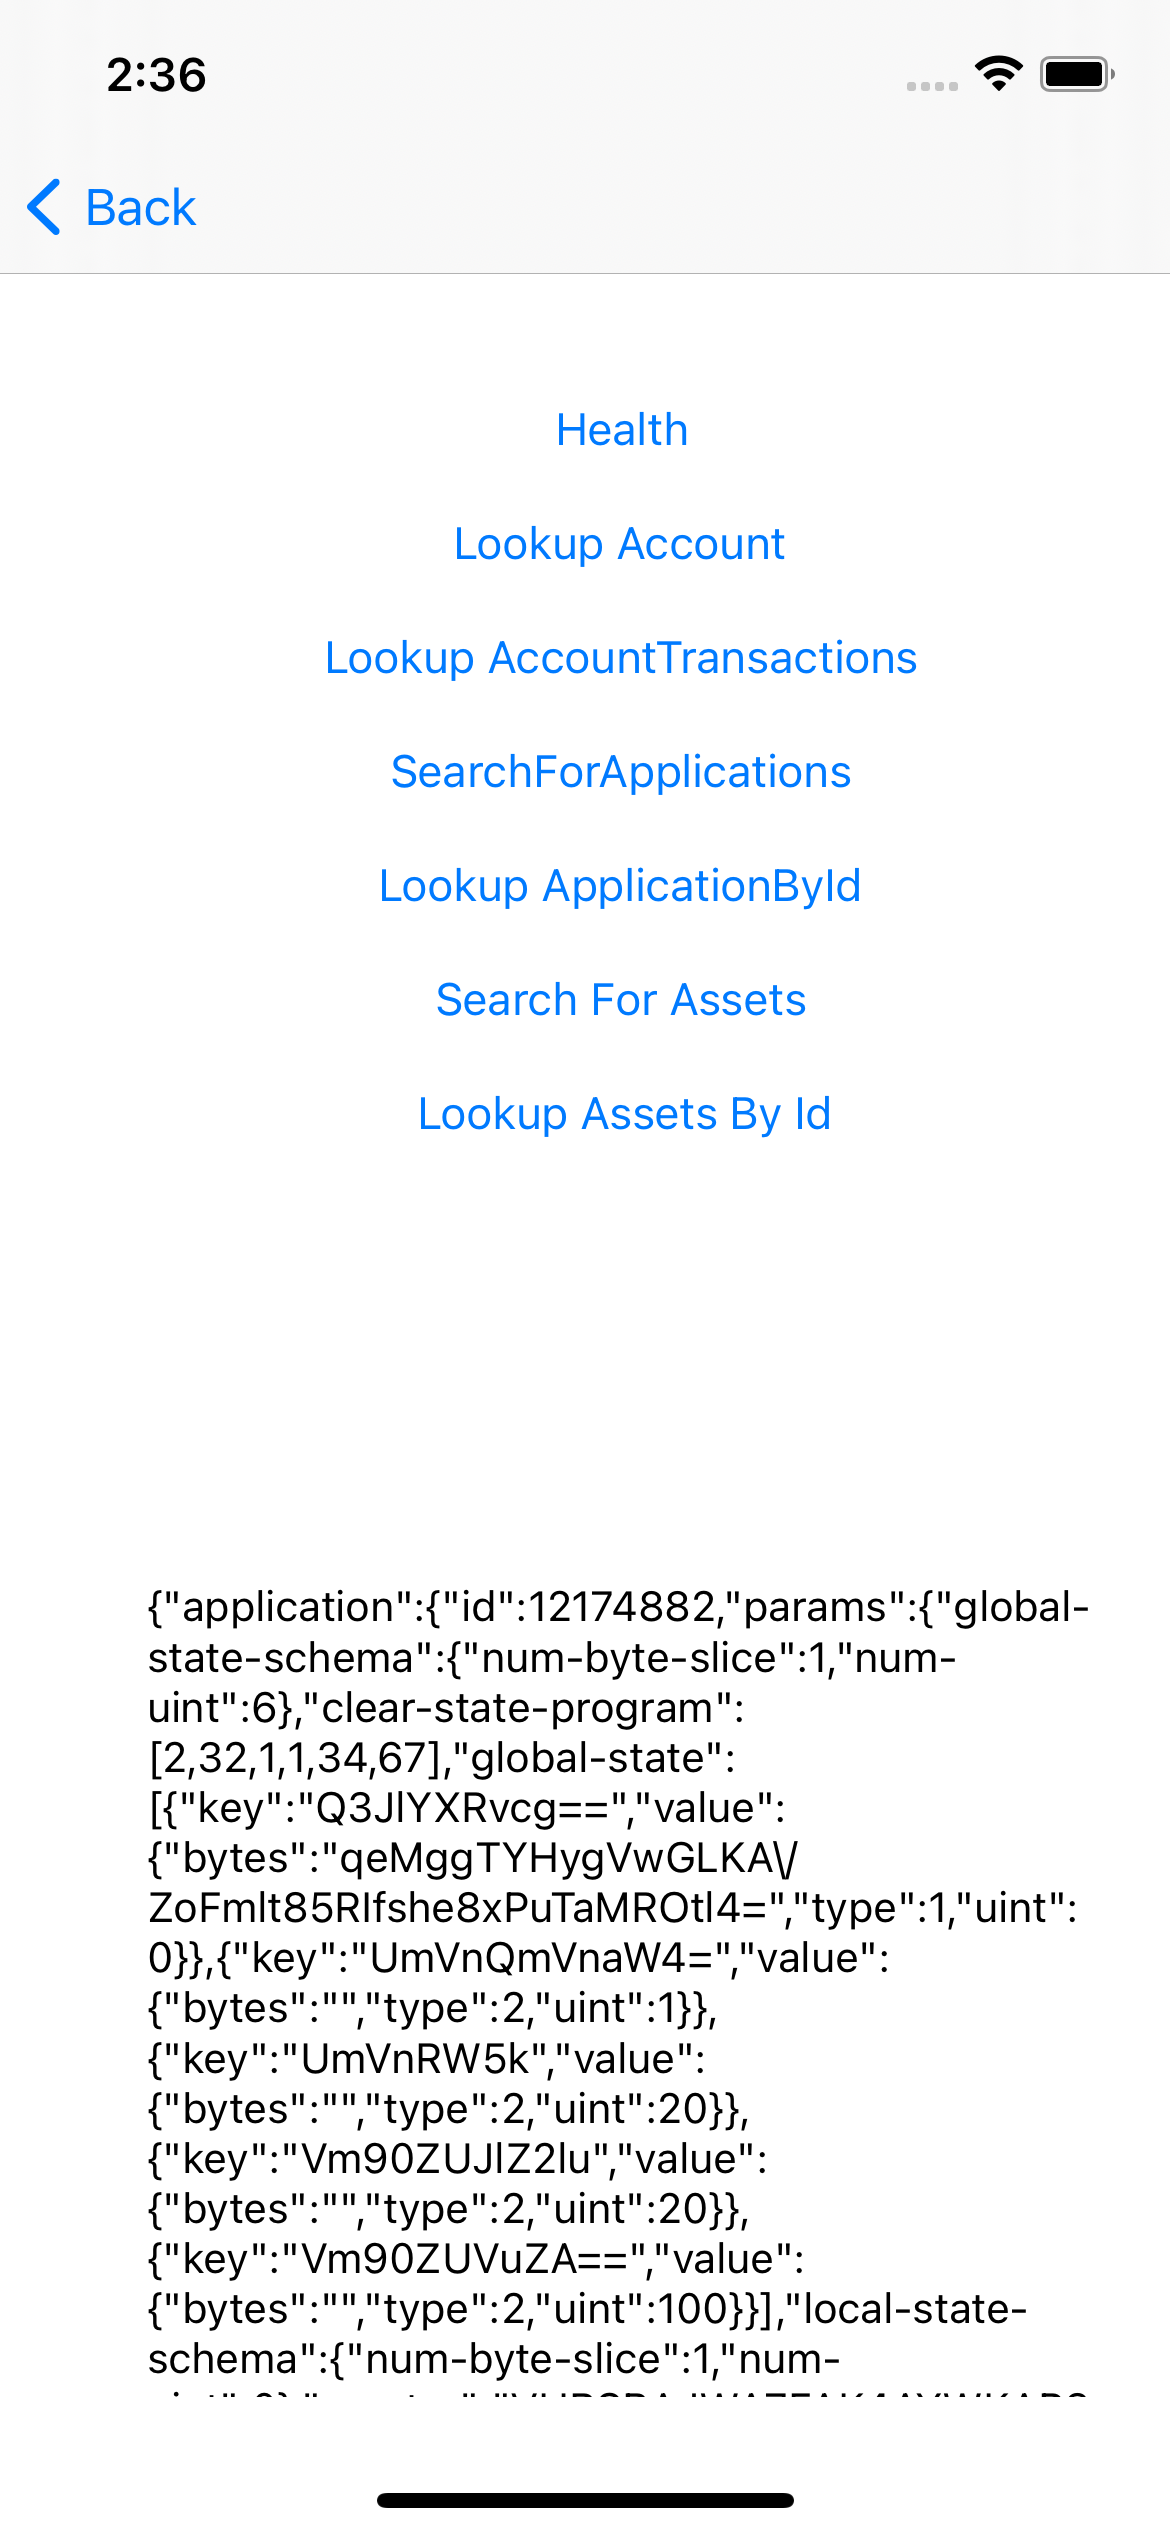 2:36
Back
Health
Lookup Account
Lookup AccountTransactions
SearchForApplications
Lookup ApplicationById
Search For Assets
Lookup Assets By Id
{"application":{"id":12174882,"params":{"global-
state-schema":{"num-byte-slice":1,"num-
uint":6},"clear-state-program":
[2,32,1,1,34,67],"global-state":
[{"key":"Q3JlYXRvcg==","value":
{"bytes":"qeMggTYHygVwGLKA\/
ZoFmlt85RIfshe8xPuTaMROtl4=","type":1,"uint":
0}},{"key":"UmVnQmVnaW4=","value":
{"bytes":"","type":2,"uint":1}},
{"key":"UmVnRW5k","value":
{"bytes":"","type":2,"uint":20}},
{"key":"Vm90ZUJlZ2lu","value":
{"bytes":"","type":2,"uint":20}},
{"key":"Vm90ZUVuZA==","value":
{"bytes":"","type":2,"uint":100}}],"local-state-
schema":{"num-byte-slice":1,"num-